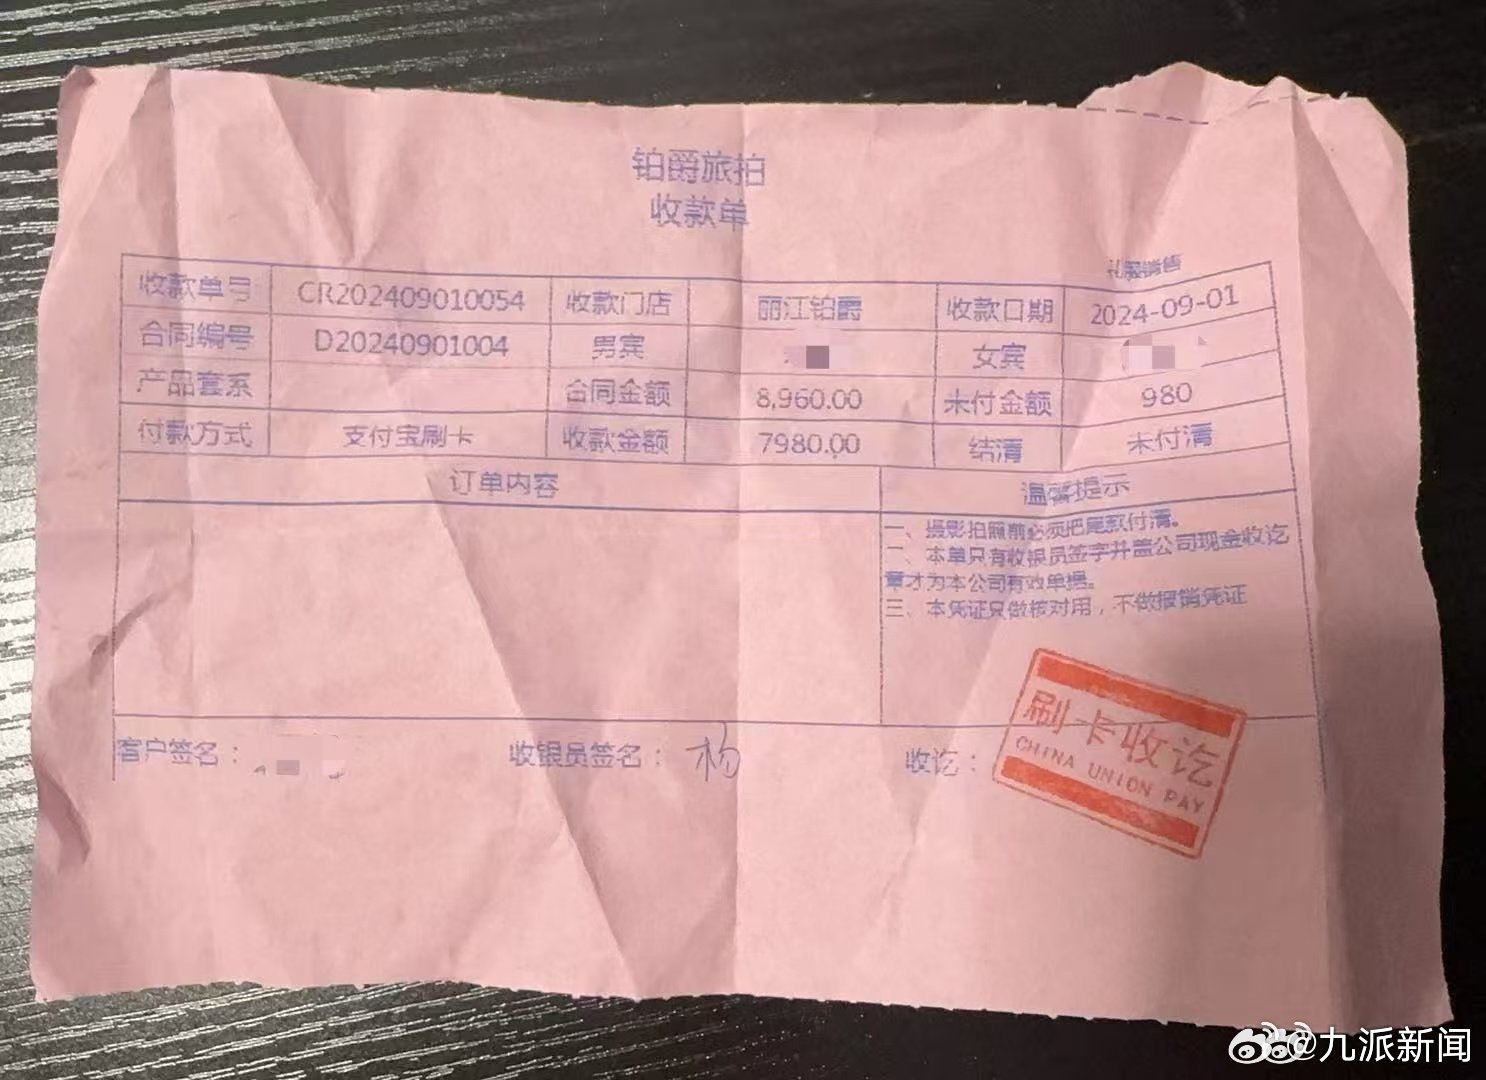 铂爵旅拍
收款单
礼服销售
收款单号 CR202409010054 收款门店 丽江铂爵 收款日期 2024-09-01
合同编号 D20240901004 男宾 女宾
产品套系 合同金额 8,960.00 未付金额 980
付款方式 支付宝刷卡 收款金额 7980.00 结清 未付清
订单内容 温馨提示
一、摄影拍照前必须把尾款付清。
二、本单只有收银员签字并盖公司现金收讫
章才为本公司有效单据。
三、本凭证只做核对用，不做报销凭证
客户签名： 收银员签名： 杨 收讫：
刷卡收讫
CHINA UNION PAY
@九派新闻